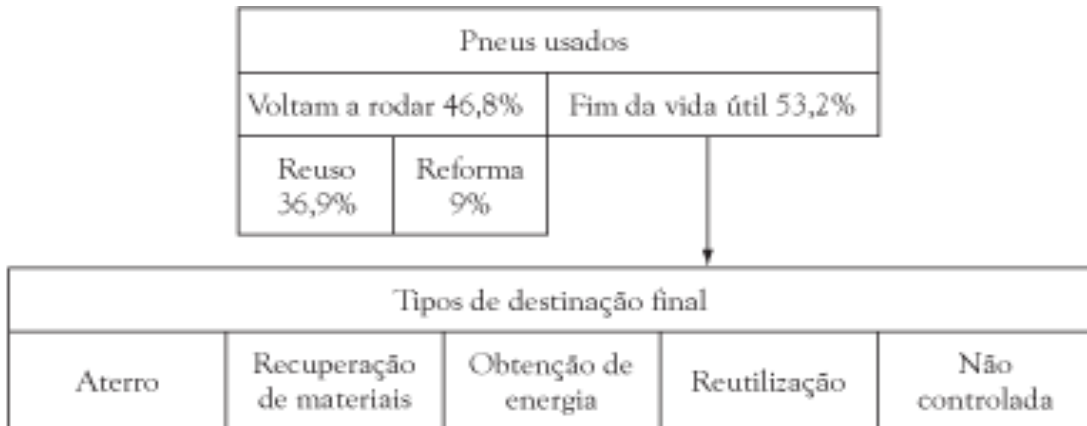 Pneus usados
Voltam a rodar 46,8%
Fim da vida útil 53,2%
Reuso
36,9%
Reforma
9%
Tipos de destinação final
Aterro
Recuperação
de materiais
Obtenção de
energia
Reutilização
Não
controlada